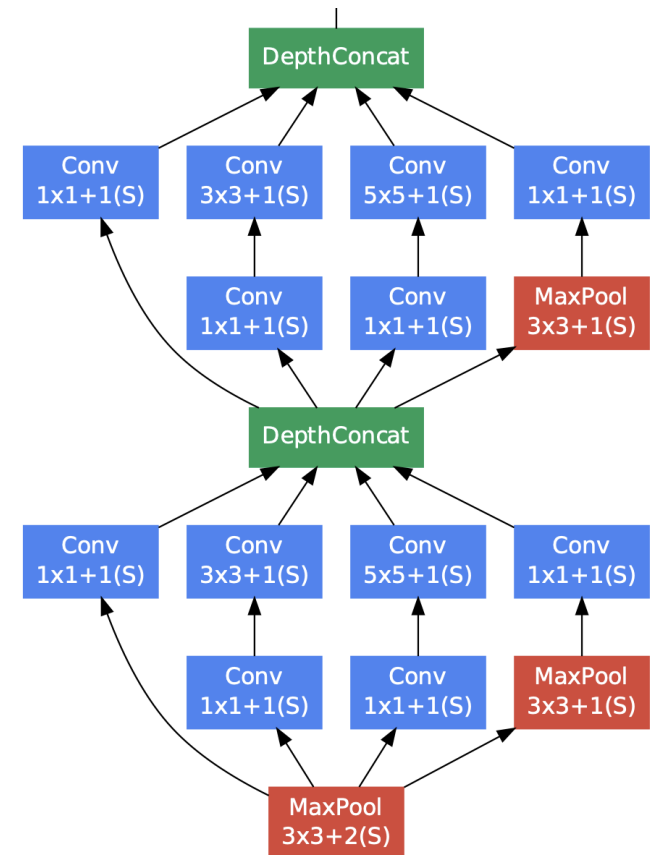 DepthConcat
Conv
1x1+1(S)
Conv
3x3+1(S)
Conv
5x5+1(S)
Conv
1x1+1(S)
Conv
1x1+1(S)
Conv
1x1+1(S)
MaxPool
3x3+1(S)
DepthConcat
Conv
1x1+1(S)
Conv
3x3+1(S)
Conv
5x5+1(S)
Conv
1x1+1(S)
Conv
1x1+1(S)
Conv
1x1+1(S)
MaxPool
3x3+1(S)
MaxPool
3x3+2(S)